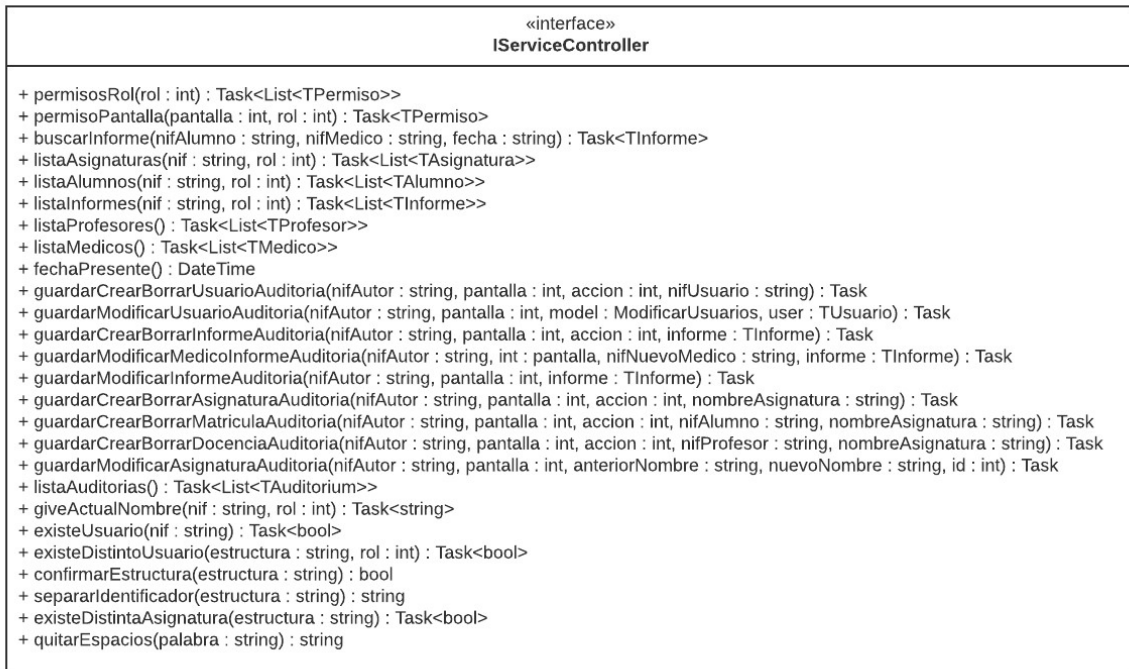 «interface»
IServiceController
+ permisosRol(rol : int) : Task<List<TPermiso>>
+ permisoPantalla(pantalla : int, rol : int) : Task<TPermiso>
+ buscarInforme(nifAlumno : string, nifMedico : string, fecha : string) : Task<TInforme>
+ listaAsignaturas(nif : string, rol : int) : Task<List<TAsignatura>>
+ listaAlumnos(nif : string, rol : int) : Task<List<TAlumno>>
+ listaInformes(nif : string, rol : int) : Task<List<TInforme>>
+ listaProfesores() : Task<List<TProfesor>>
+ listaMedicos() : Task<List<TMedico>>
+ fechaPresente() : DateTime
+ guardarCrearBorrarUsuarioAuditoria(nifAutor : string, pantalla : int, accion : int, nifUsuario : string) : Task
+ guardarModificarUsuarioAuditoria(nifAutor : string, pantalla : int, model : ModificarUsuarios, user : TUsuario) : Task
+ guardarCrearBorrarInformeAuditoria(nifAutor : string, pantalla : int, accion : int, informe : TInforme) : Task
+ guardarModificarMedicoInformeAuditoria(nifAutor : string, int : pantalla, nifNuevoMedico : string, informe : TInforme) : Task
+ guardarModificarInformeAuditoria(nifAutor : string, pantalla : int, informe : TInforme) : Task
+ guardarCrearBorrarAsignaturaAuditoria(nifAutor : string, pantalla : int, accion : int, nombreAsignatura : string) : Task
+ guardarCrearBorrarMatriculaAuditoria(nifAutor : string, pantalla : int, accion : int, nifAlumno : string, nombreAsignatura : string) : Task
+ guardarCrearBorrarDocenciaAuditoria(nifAutor : string, pantalla : int, accion : int, nifProfesor : string, nombreAsignatura : string) : Task
+ guardarModificarAsignaturaAuditoria(nifAutor : string, pantalla : int, anteriorNombre : string, nuevoNombre : string, id : int) : Task
+ listaAuditorias() : Task<List<TAuditorium>>
+ giveActualNombre(nif : string, rol : int) : Task<string>
+ existeUsuario(nif : string) : Task<bool>
+ existeDistintoUsuario(estructura : string, rol : int) : Task<bool>
+ confirmarEstructura(estructura : string) : bool
+ separarIdentificador(estructura : string) : string
+ existeDistintaAsignatura(estructura : string) : Task<bool>
+ quitarEspacios(palabra : string) : string